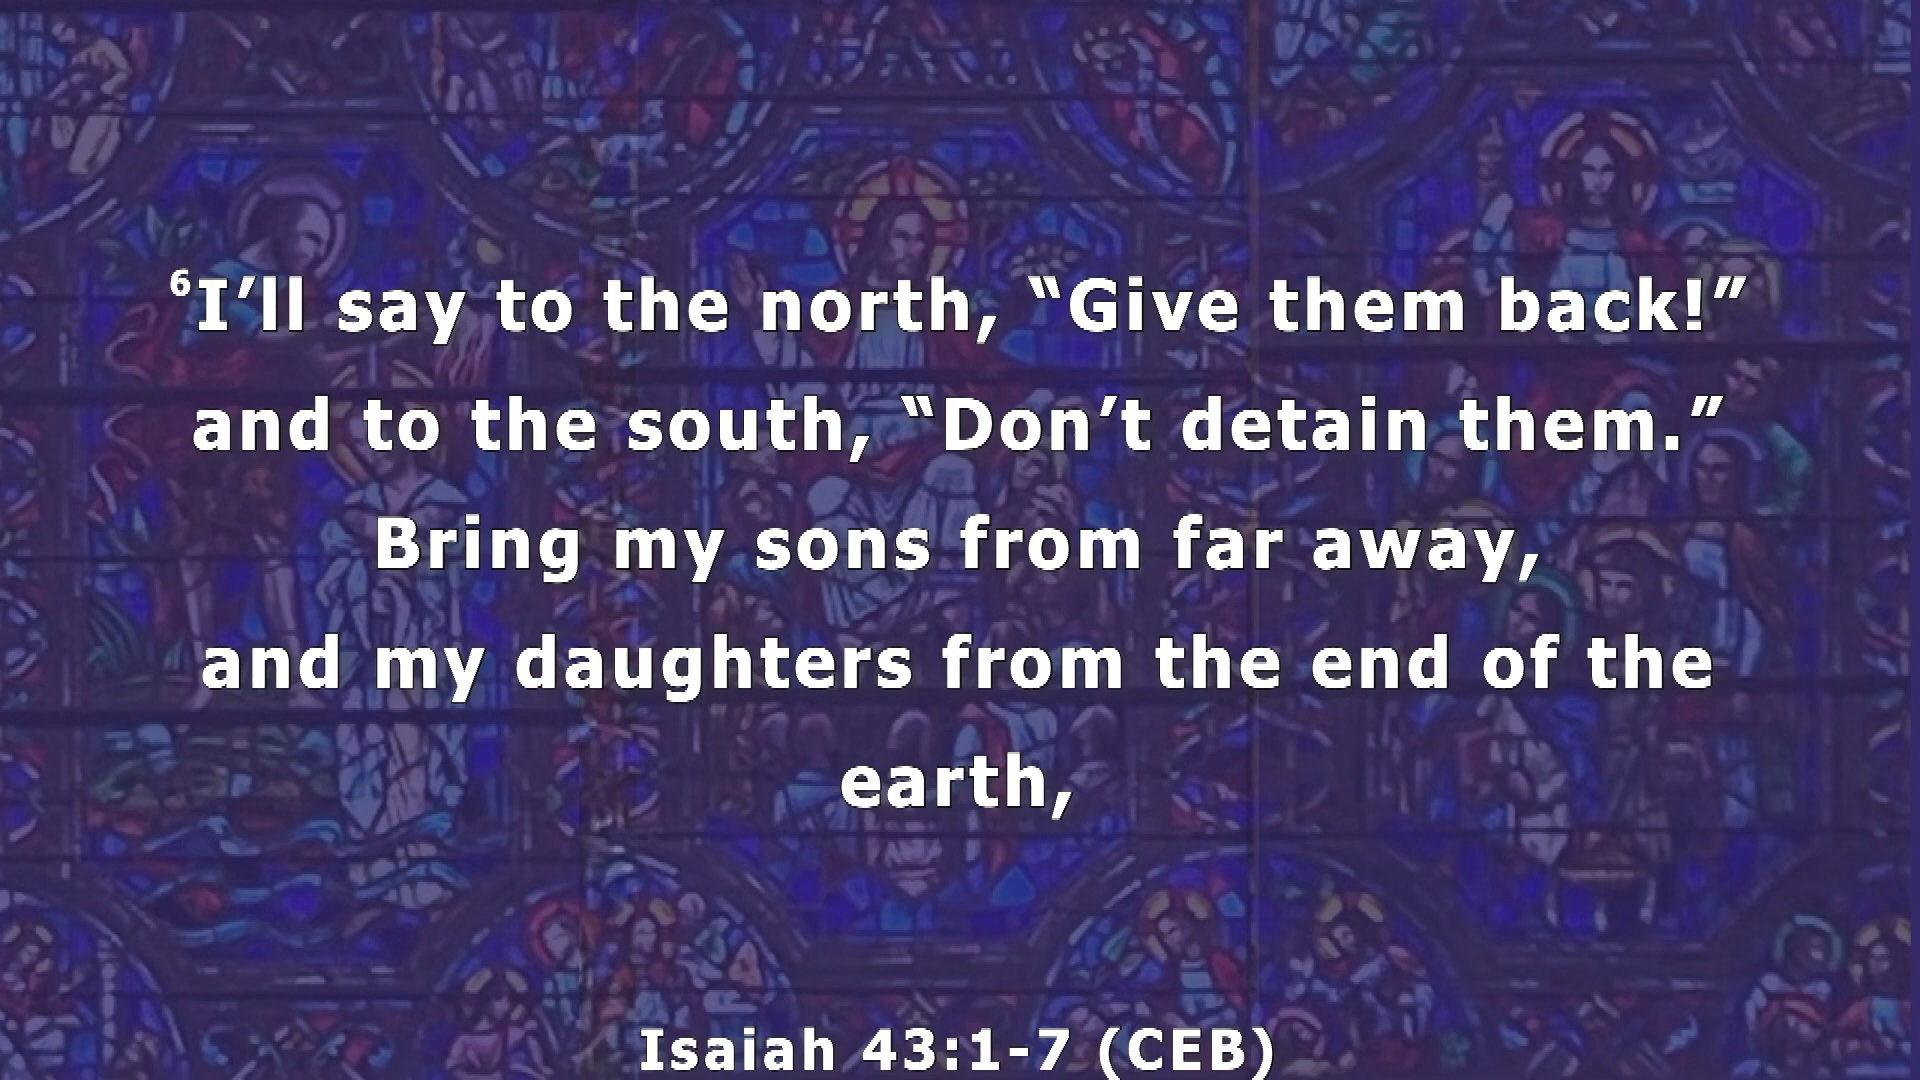 ⁶I’ll say to the north, “Give them back!”
and to the south, “Don’t detain them.”
Bring my sons from far away,
and my daughters from the end of the
earth,
Isaiah 43:1-7 (CEB)